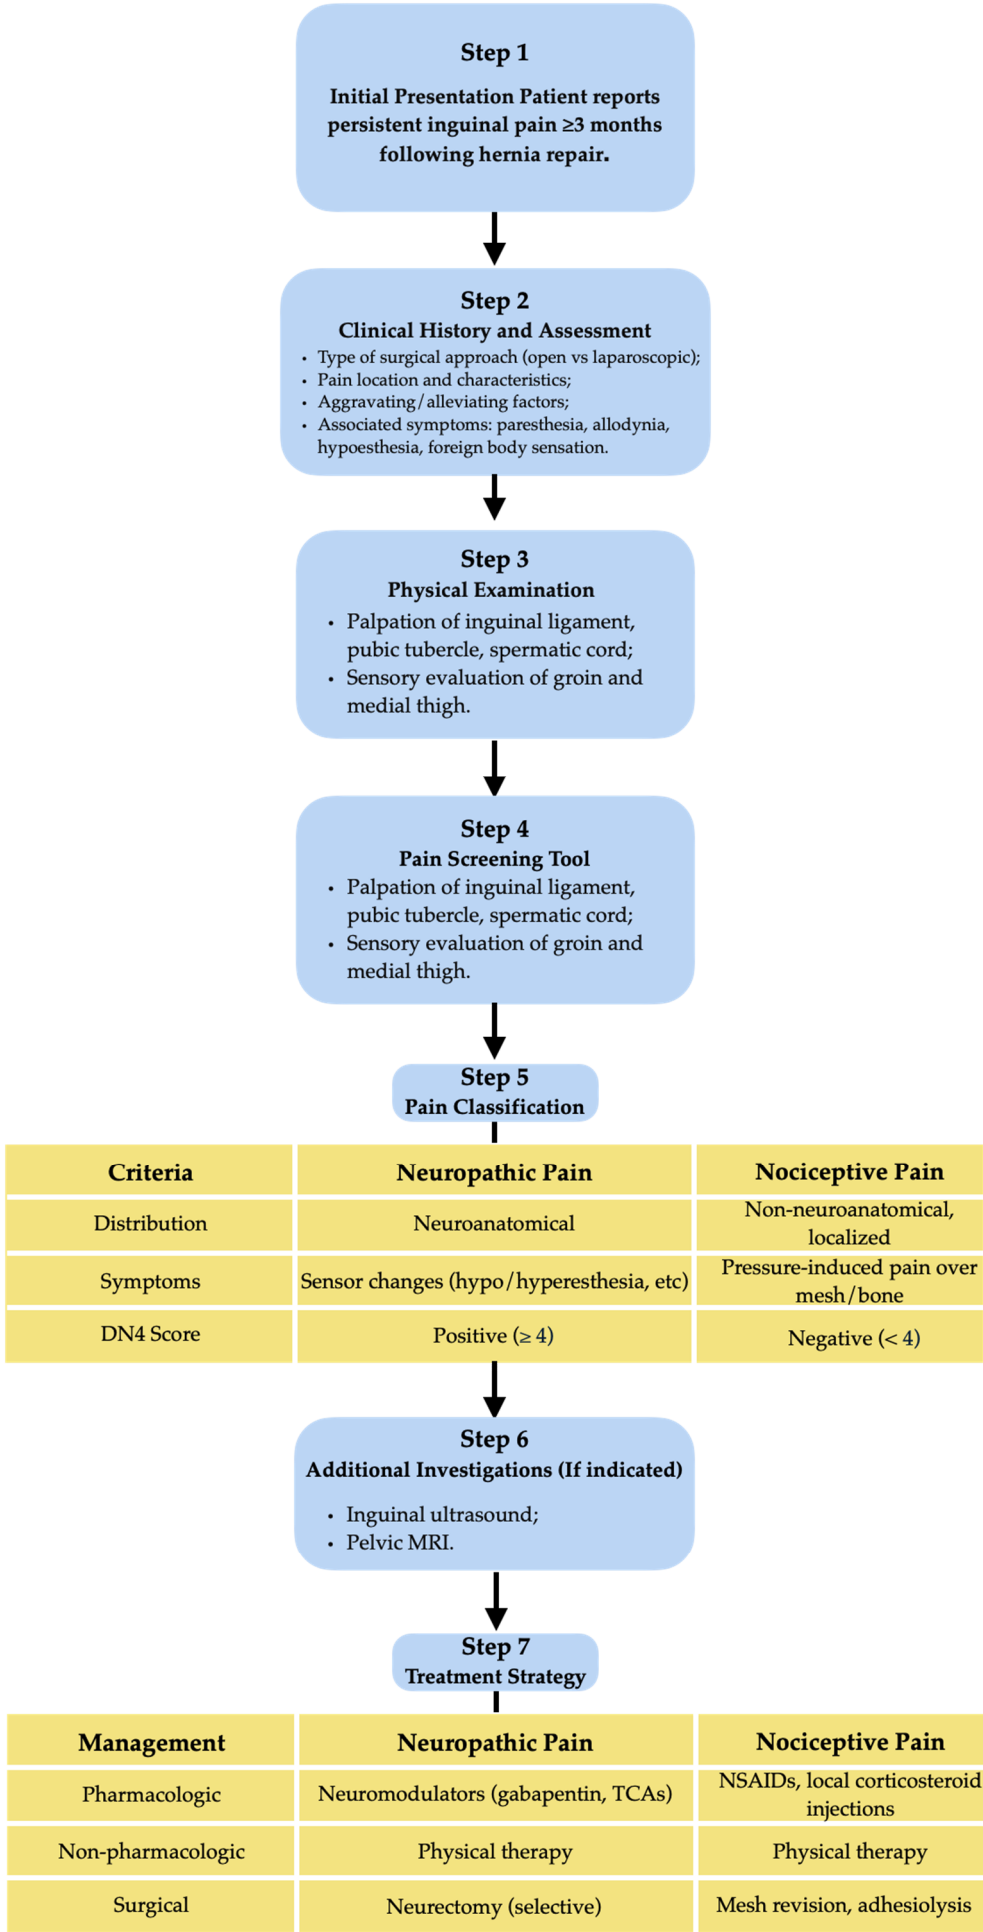 Step 1
Initial Presentation Patient reports
persistent inguinal pain ≥3 months
following hernia repair.
Step 2
Clinical History and Assessment
• Type of surgical approach (open vs laparoscopic);
• Pain location and characteristics;
• Aggravating/alleviating factors;
• Associated symptoms: paresthesia, allodynia,
hypoesthesia, foreign body sensation.
Step 3
Physical Examination
• Palpation of inguinal ligament,
pubic tubercle, spermatic cord;
• Sensory evaluation of groin and
medial thigh.
Step 4
Pain Screening Tool
• Palpation of inguinal ligament,
pubic tubercle, spermatic cord;
• Sensory evaluation of groin and
medial thigh.
Step 5
Pain Classification
Criteria
Neuropathic Pain
Nociceptive Pain
Distribution
Neuroanatomical
Non-neuroanatomical,
localized
Symptoms
Sensor changes (hypo/hyperesthesia, etc)
Pressure-induced pain over
mesh/bone
DN4 Score
Positive (≥ 4)
Negative (< 4)
Step 6
Additional Investigations (If indicated)
• Inguinal ultrasound;
• Pelvic MRI.
Step 7
Treatment Strategy
Management
Neuropathic Pain
Nociceptive Pain
Pharmacologic
Neuromodulators (gabapentin, TCAs)
NSAIDs, local corticosteroid
injections
Non-pharmacologic
Physical therapy
Physical therapy
Surgical
Neurectomy (selective)
Mesh revision, adhesiolysis